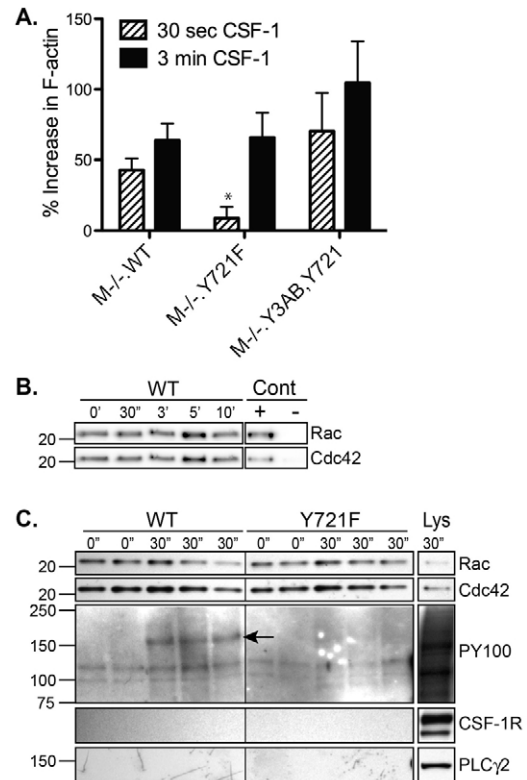 A.
150
100
50
0
% Increase in F-actin
30 sec CSF-1
3 min CSF-1
*
M-/-.WT
M-/-.Y721F
M-/-.Y3AB,Y721
B.
WT Cont
0' 30" 3' 5' 10' + -
20 Rac
20 Cdc42
C.
WT Y721F Lys
0" 0" 30" 30" 30" 0" 0" 30" 30" 30" 30"
20 Rac
20 Cdc42
250
150
100
75
PY100
CSF-1R
150 PLCγ2